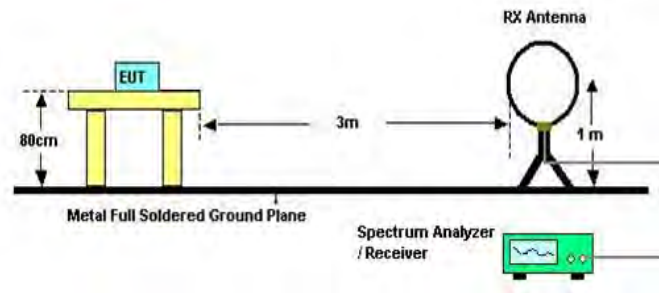 RX Antenna
EUT
3m
80cm
1 m
Metal Full Soldered Ground Plane
Spectrum Analyzer
/ Receiver